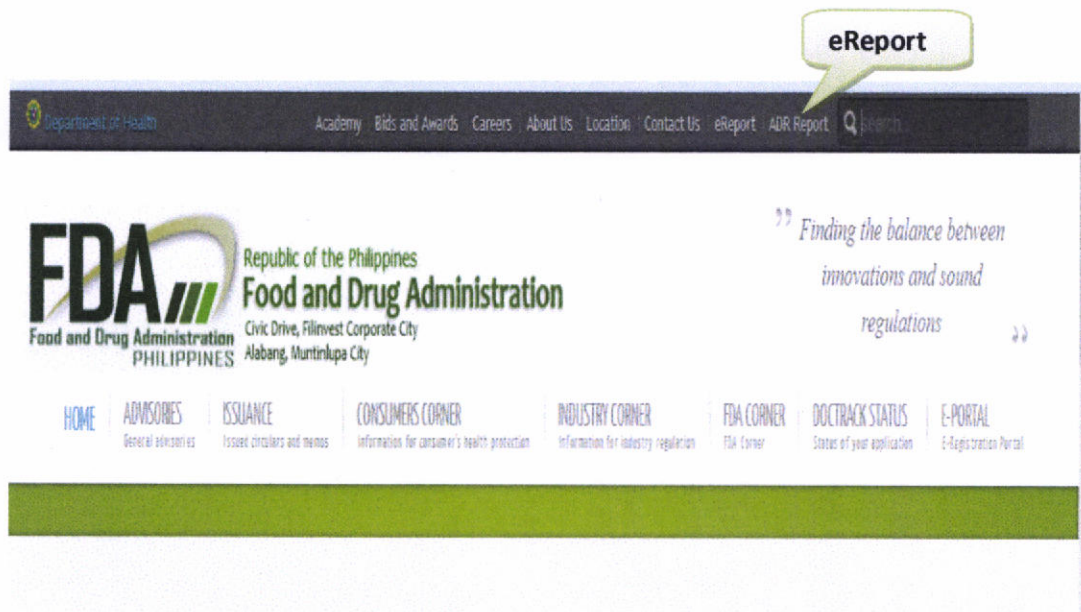 eReport
Department of Health
Academy Bids and Awards Careers About Us Location Contact Us eReport ADR Report search...
FDA
Food and Drug Administration
PHILIPPINES
Republic of the Philippines
Food and Drug Administration
Civic Drive, Filinvest Corporate City
Alabang, Muntinlupa City
” Finding the balance between
innovations and sound
regulations ”
HOME ADVISORIES ISSUANCE CONSUMERS CORNER INDUSTRY CORNER FDA CORNER DOCTRACK STATUS E-PORTAL
General advisories Issued circulars and memos Information for consumer's health protection Information for industry regulation FDA Corner Status of your application E-Registration Portal